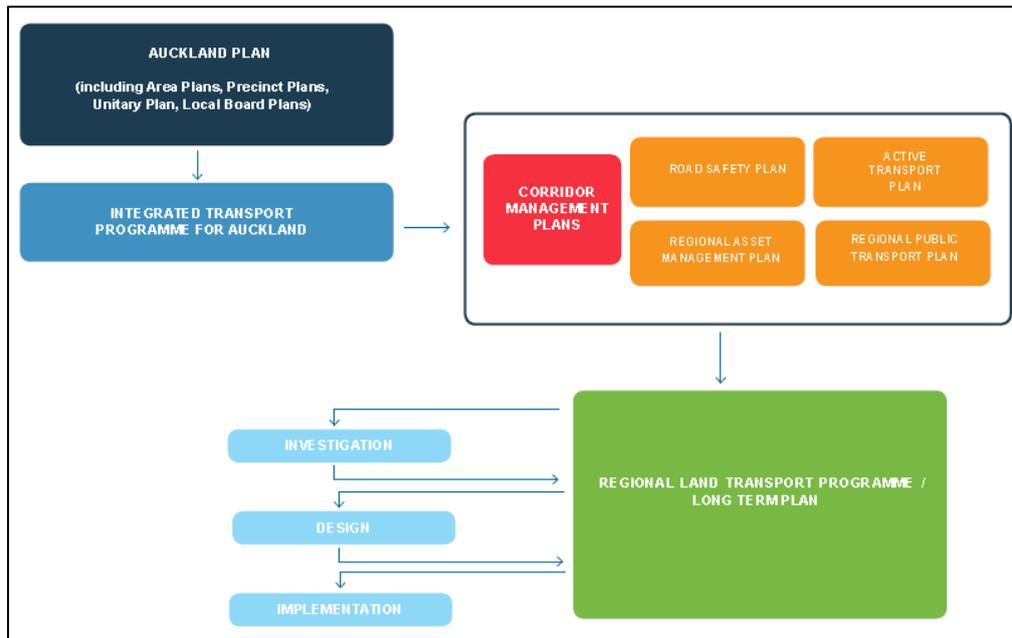 AUCKLAND PLAN
(including Area Plans, Precinct Plans,
Unitary Plan, Local Board Plans)
INTEGRATED TRANSPORT
PROGRAMME FOR AUCKLAND
CORRIDOR
MANAGEMENT
PLANS
ROAD SAFETY PLAN
ACTIVE
TRANSPORT
PLAN
REGIONAL ASSET
MANAGEMENT PLAN
REGIONAL PUBLIC
TRANSPORT PLAN
REGIONAL LAND TRANSPORT PROGRAMME /
LONG TERM PLAN
INVESTIGATION
DESIGN
IMPLEMENTATION